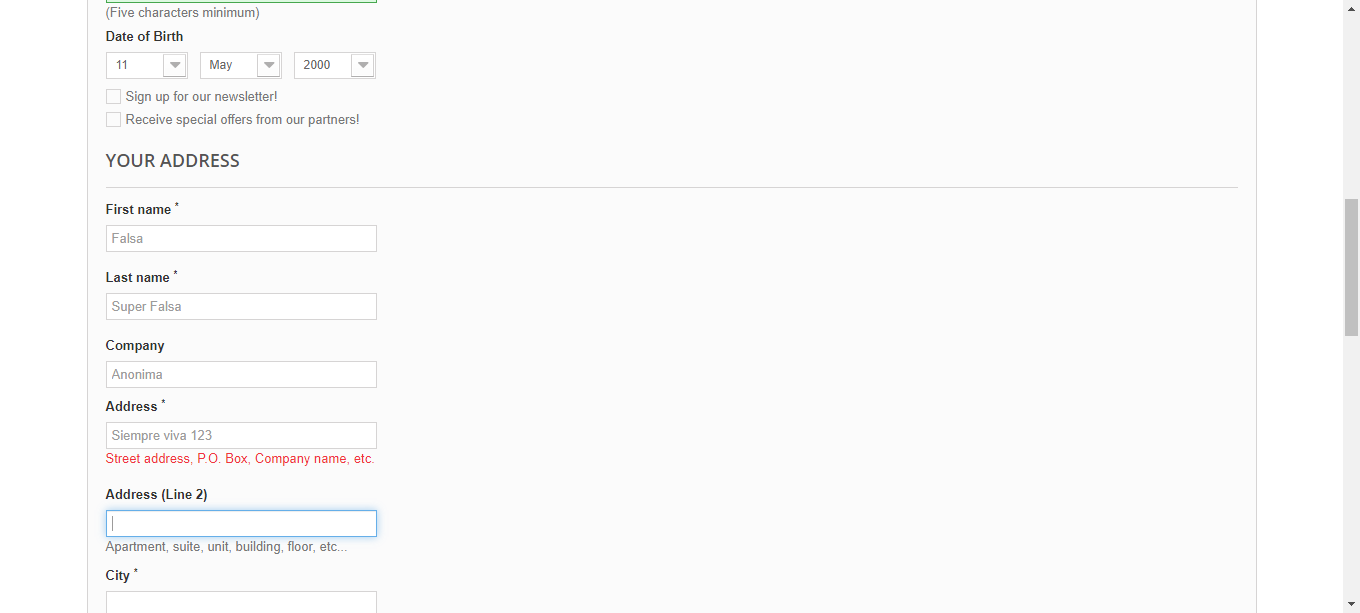 (Five characters minimum)
Date of Birth
11 May 2000
Sign up for our newsletter!
Receive special offers from our partners!
YOUR ADDRESS
First name *
Falsa
Last name *
Super Falsa
Company
Anonima
Address *
Siempre viva 123
Street address, P.O. Box, Company name, etc.
Address (Line 2)
Apartment, suite, unit, building, floor, etc...
City *